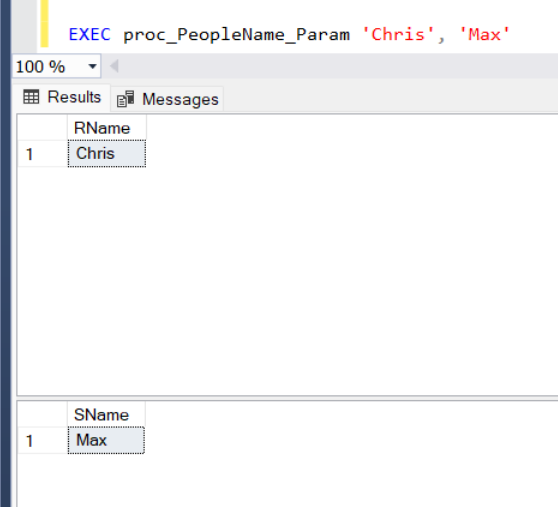 EXEC proc_PeopleName_Param 'Chris', 'Max'
100 %
Results Messages
RName
1 Chris
SName
1 Max